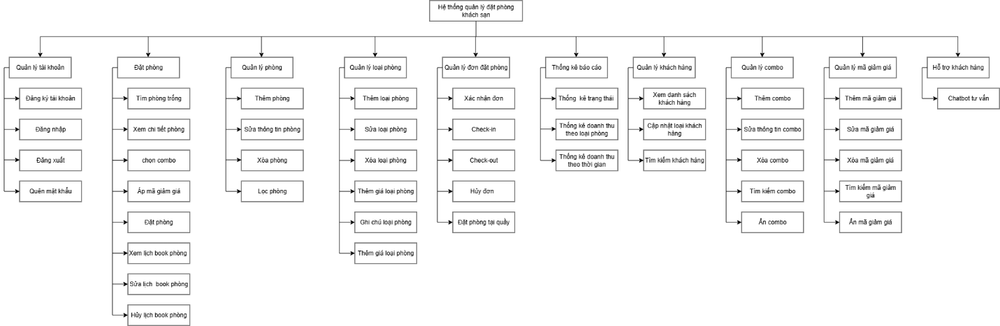 Hệ thống quản lý đặt phòng
khách sạn
Quản lý tài khoản
Đăng ký tài khoản
Đăng nhập
Đăng xuất
Quên mật khẩu
Đặt phòng
Tìm phòng trống
Xem chi tiết phòng
chọn combo
Áp mã giảm giá
Đặt phòng
Xem lịch book phòng
Sửa lịch book phòng
Hủy lịch book phòng
Quản lý phòng
Thêm phòng
Sửa thông tin phòng
Xóa phòng
Lọc phòng
Quản lý loại phòng
Thêm loại phòng
Sửa loại phòng
Xóa loại phòng
Thêm giá loại phòng
Ghi chú loại phòng
Thêm giá loại phòng
Quản lý đơn đặt phòng
Xác nhận đơn
Check-in
Check-out
Hủy đơn
Đặt phòng tại quầy
Thống kê báo cáo
Thống kê trạng thái
Thống kê doanh thu
theo loại phòng
Thống kê doanh thu
theo thời gian
Quản lý khách hàng
Xem danh sách
khách hàng
Cập nhật loại khách
hàng
Tìm kiếm khách hàng
Quản lý combo
Thêm combo
Sửa thông tin combo
Xóa combo
Tìm kiếm combo
Ẩn combo
Quản lý mã giảm giá
Thêm mã giảm giá
Sửa mã giảm giá
Xóa mã giảm giá
Tìm kiếm mã giảm
giá
Ẩn mã giảm giá
Hỗ trợ khách hàng
Chatbot tư vấn